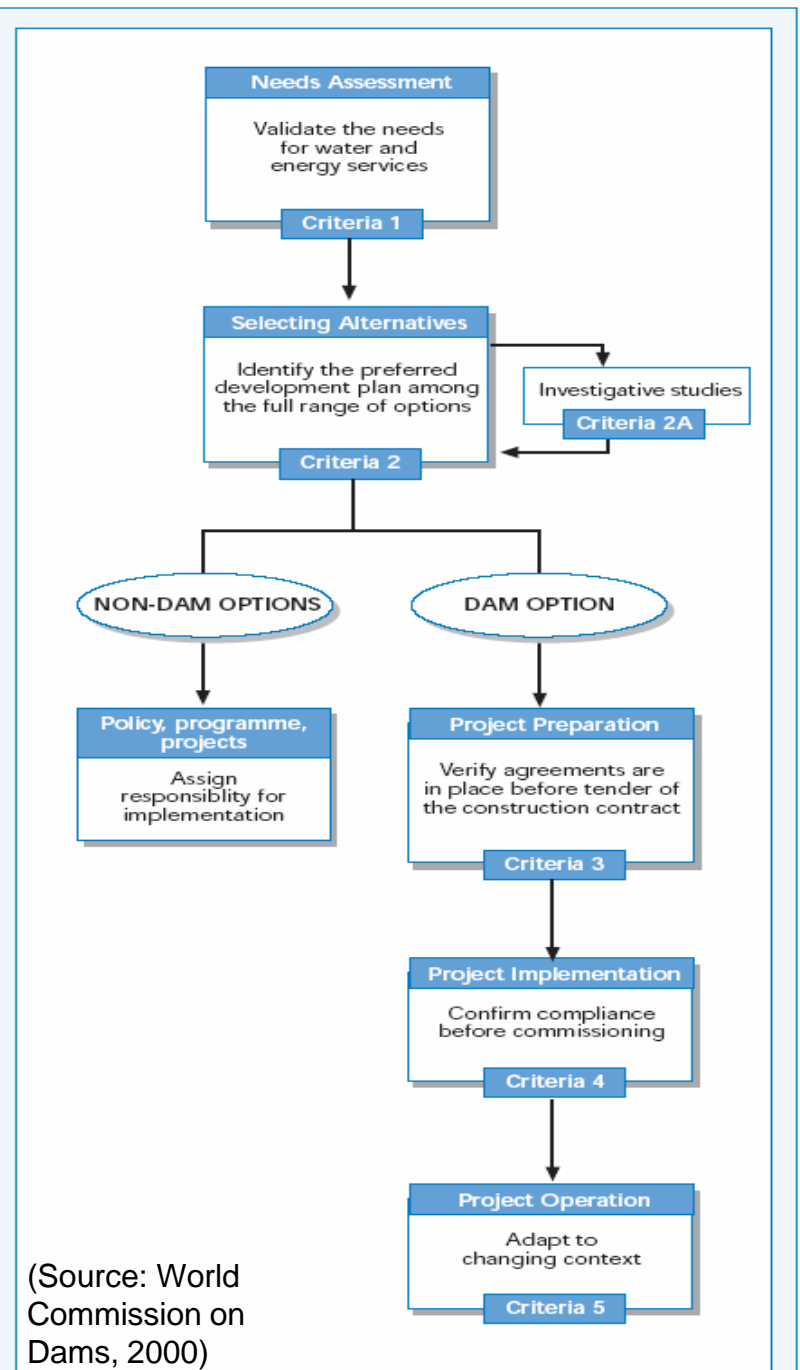 Needs Assessment
Validate the needs
for water and
energy services
Criteria 1
Selecting Alternatives
Identify the preferred
development plan among
the full range of options
Criteria 2
Investigative studies
Criteria 2A
NON-DAM OPTIONS
DAM OPTION
Policy, programme,
projects
Assign
responsiblity for
implementation
Project Preparation
Verify agreements are
in place before tender of
the construction contract
Criteria 3
Project Implementation
Confirm compliance
before commissioning
Criteria 4
Project Operation
Adapt to
changing context
Criteria 5
(Source: World
Commission on
Dams, 2000)